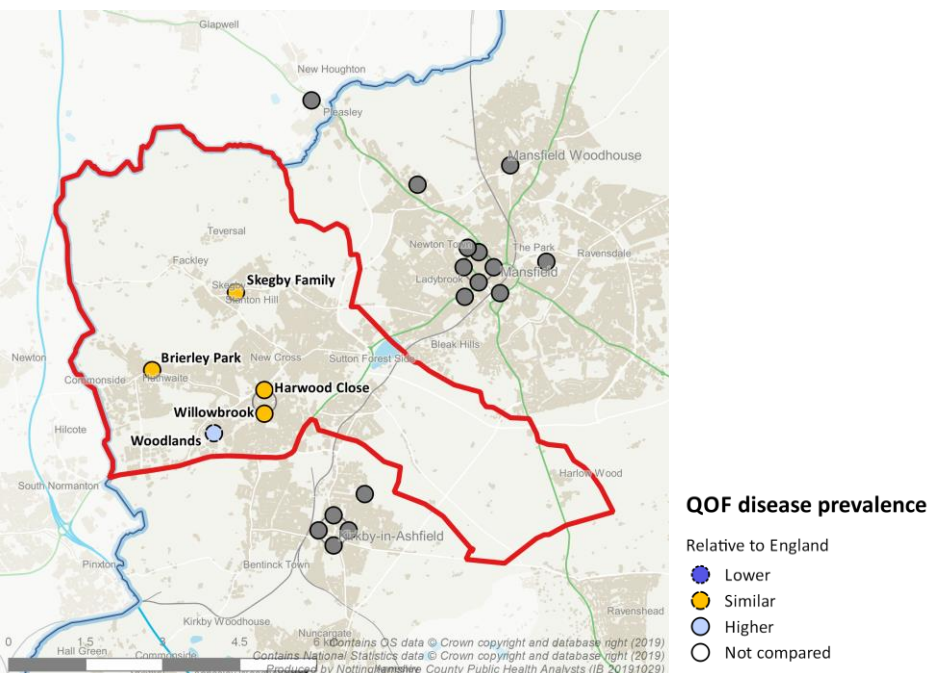 Glapwell
New Houghton
Pleasley
Mansfield Woodhouse
Teversal
Newton Town
The Park
Ravensdale
Fackley
Ladybrook
Mansfield
Skegby
Skegby Family
Stanton Hill
Bleak Hills
Newton
Brierley Park
New Cross
Sutton Forest Side
Commonside
Huthwaite
Harwood Close
Willowbrook
Hilcote
Woodlands
Harlow Wood
South Normanton
Kirkby-in-Ashfield
Pinxton
Bentinck Town
Ravenshead
Kirkby Woodhouse
Nuncargate
0 1.5 3 4.5 6 km
Hall Green
Commonside
Contains OS data © Crown copyright and database right (2019)
Contains National Statistics data © Crown copyright and database right (2019)
Produced by Nottinghamshire County Public Health Analysts (IB 20191029)
QOF disease prevalence
Relative to England
Lower
Similar
Higher
Not compared